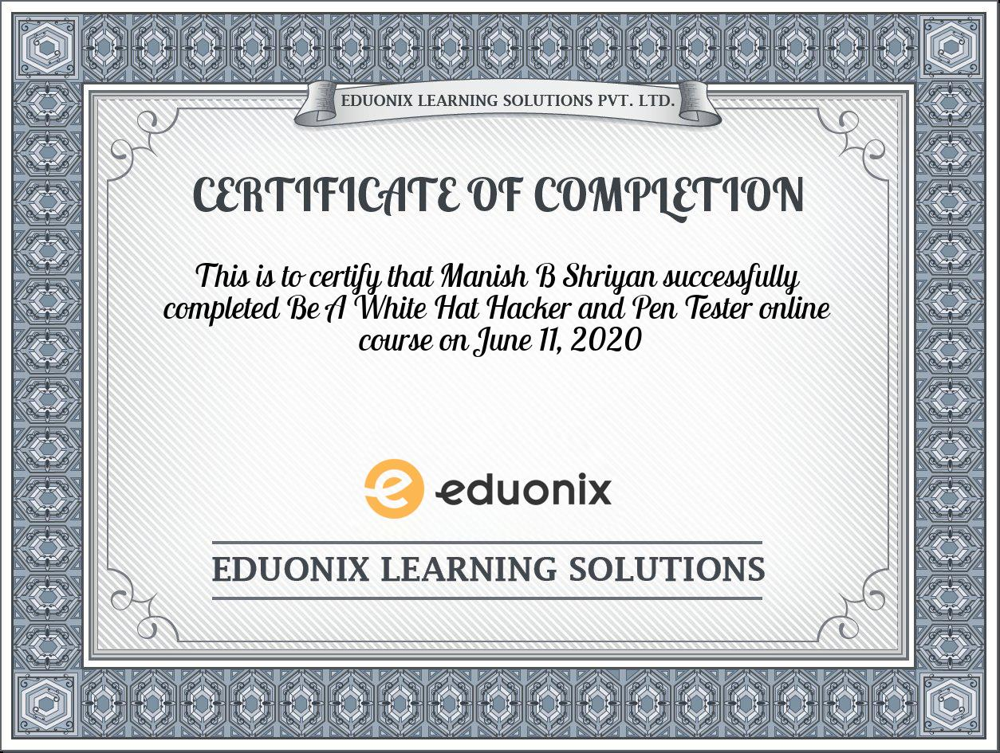 EDUONIX LEARNING SOLUTIONS PVT. LTD.
CERTIFICATE OF COMPLETION
This is to certify that Manish B Shriyan successfully
completed Be A White Hat Hacker and Pen Tester online
course on June 11, 2020
eduonix
EDUONIX LEARNING SOLUTIONS